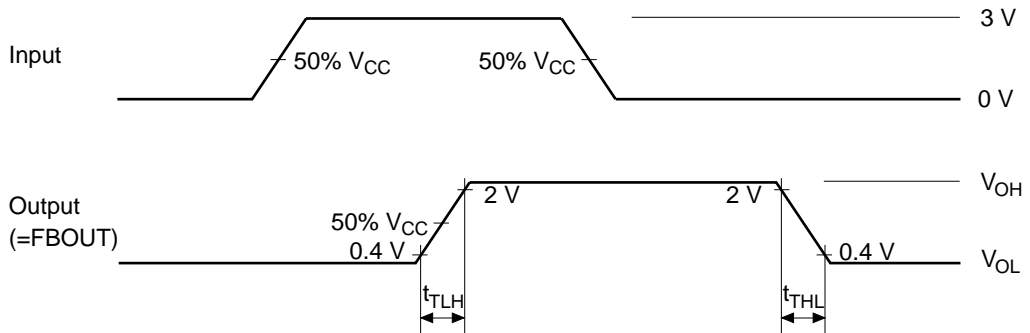 3 V
Input
50% VCC 50% VCC
0 V
VOH
2 V 2 V
Output
(=FBOUT)
50% VCC
0.4 V 0.4 V
VOL
tTLH tTHL